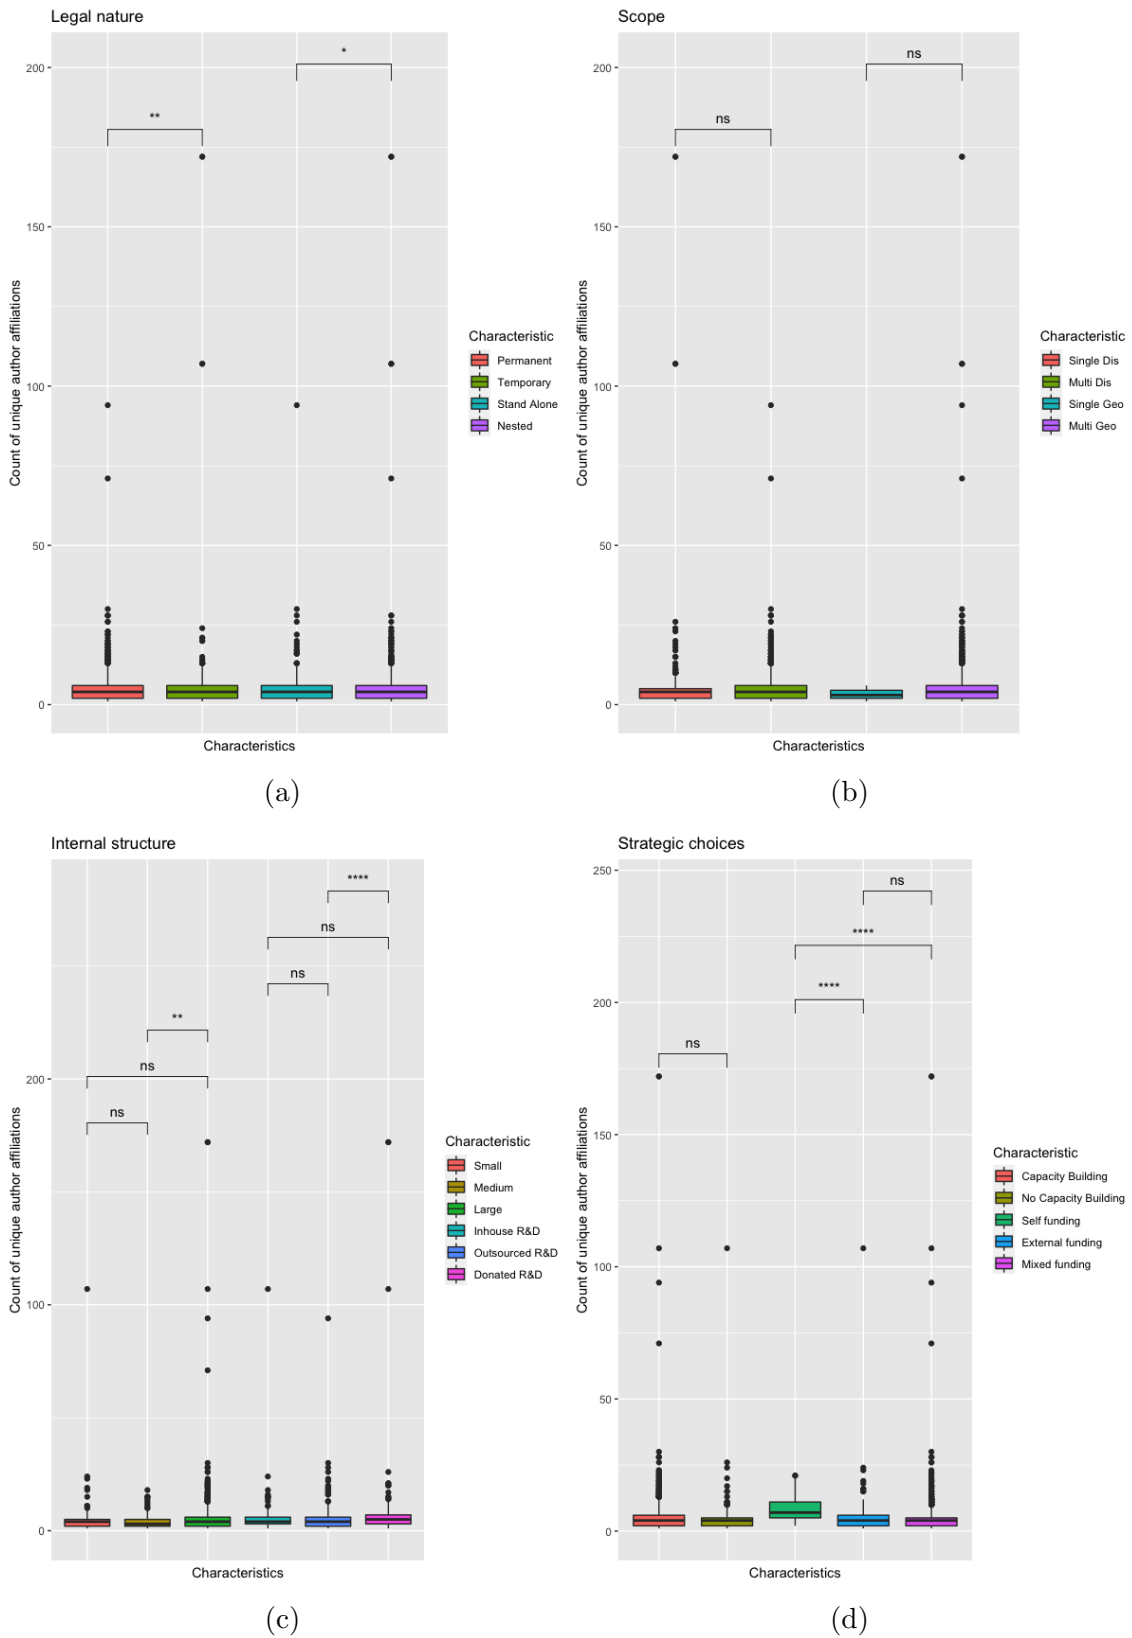 Legal nature
**
*
200
150
100
50
0
Count of unique author affiliations
Characteristics
Characteristic
Permanent
Temporary
Stand Alone
Nested
(a)
Scope
ns
ns
200
150
100
50
0
Count of unique author affiliations
Characteristics
Characteristic
Single Dis
Multi Dis
Single Geo
Multi Geo
(b)
Internal structure
****
ns
ns
**
ns
ns
200
100
0
Count of unique author affiliations
Characteristics
Characteristic
Small
Medium
Large
Inhouse R&D
Outsourced R&D
Donated R&D
(c)
Strategic choices
ns
****
****
ns
250
200
150
100
50
0
Count of unique author affiliations
Characteristics
Characteristic
Capacity Building
No Capacity Building
Self funding
External funding
Mixed funding
(d)